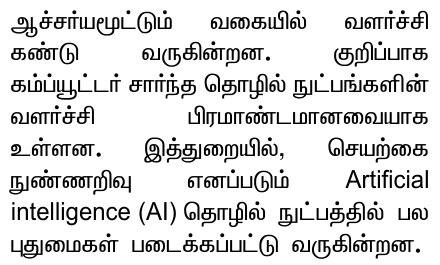 ஆச்சர்யமூட்டும் வகையில் வளர்ச்சி
கண்டு வருகின்றன. குறிப்பாக
கம்ப்யூட்டர் சார்ந்த தொழில் நுட்பங்களின்
வளர்ச்சி பிரமாண்டமானவையாக
உள்ளன. இத்துறையில், செயற்கை
நுண்ணறிவு எனப்படும் Artificial
intelligence (AI) தொழில் நுட்பத்தில் பல
புதுமைகள் படைக்கப்பட்டு வருகின்றன.